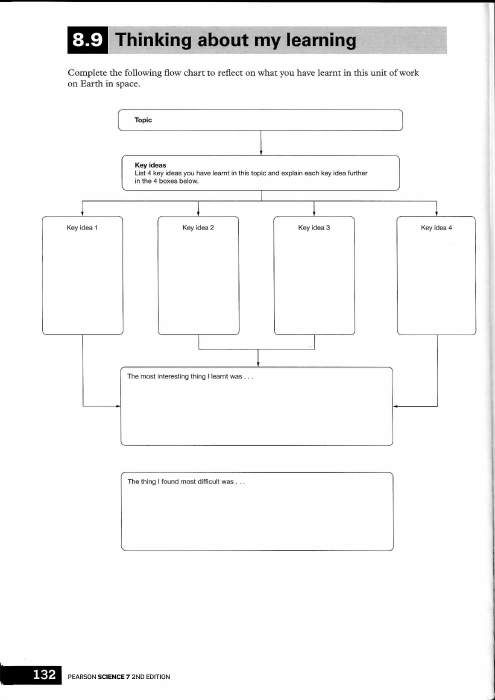 8.9 Thinking about my learning
Complete the following flow chart to reflect on what you have learnt in this unit of work
on Earth in space.
Topic
Key ideas
List 4 key ideas you have learnt in this topic and explain each key idea further
in the 4 boxes below.
Key idea 1
Key idea 2
Key idea 3
Key idea 4
The most interesting thing I learnt was . . .
The thing I found most difficult was . . .
132 PEARSON SCIENCE 7 2ND EDITION